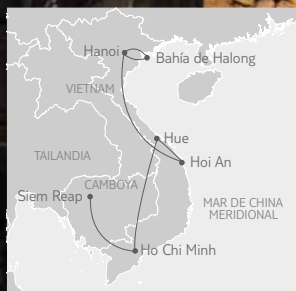 Hanoi
Bahía de Halong
VIETNAM
Hue
TAILANDIA
Hoi An
CAMBOYA
Siem Reap
MAR DE CHINA
MERIDIONAL
Ho Chi Minh